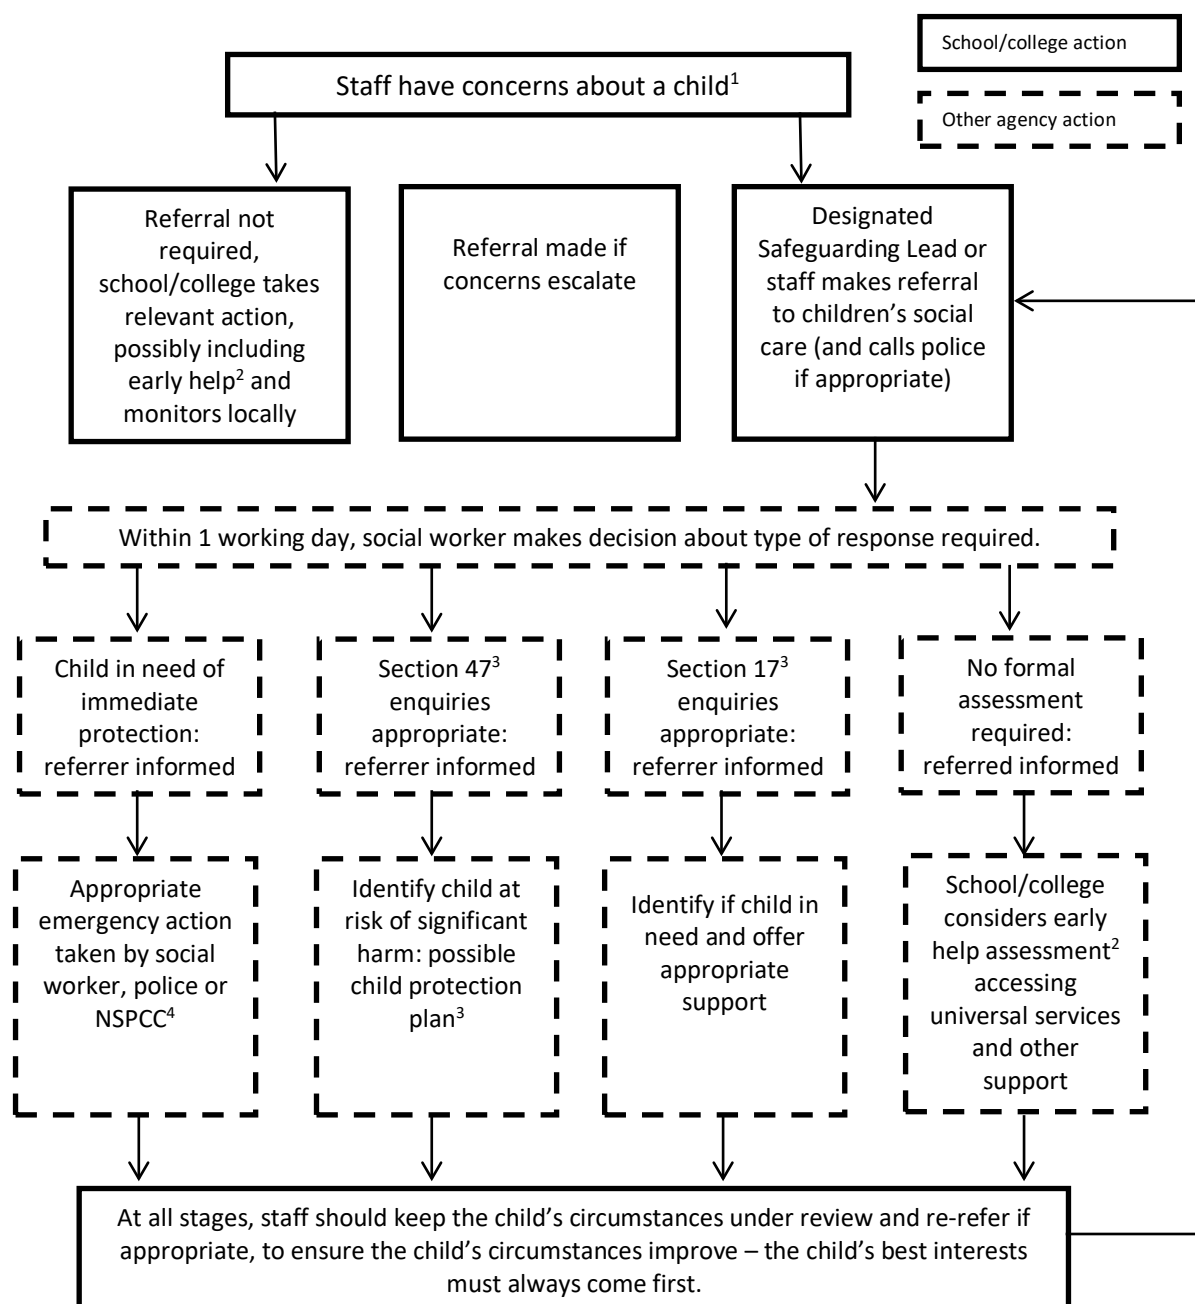 School/college action
Staff have concerns about a child¹
Other agency action
Referral not
required,
school/college takes
relevant action,
possibly including
early help² and
monitors locally
Referral made if
concerns escalate
Designated
Safeguarding Lead or
staff makes referral
to children’s social
care (and calls police
if appropriate)
Within 1 working day, social worker makes decision about type of response required.
Child in need of
immediate
protection:
referrer informed
Section 47³
enquiries
appropriate:
referrer informed
Section 17³
enquiries
appropriate:
referrer informed
No formal
assessment
required:
referred informed
Appropriate
emergency action
taken by social
worker, police or
NSPCC⁴
Identify child at
risk of significant
harm: possible
child protection
plan³
Identify if child in
need and offer
appropriate
support
School/college
considers early
help assessment²
accessing
universal services
and other
support
At all stages, staff should keep the child’s circumstances under review and re-refer if
appropriate, to ensure the child’s circumstances improve – the child’s best interests
must always come first.